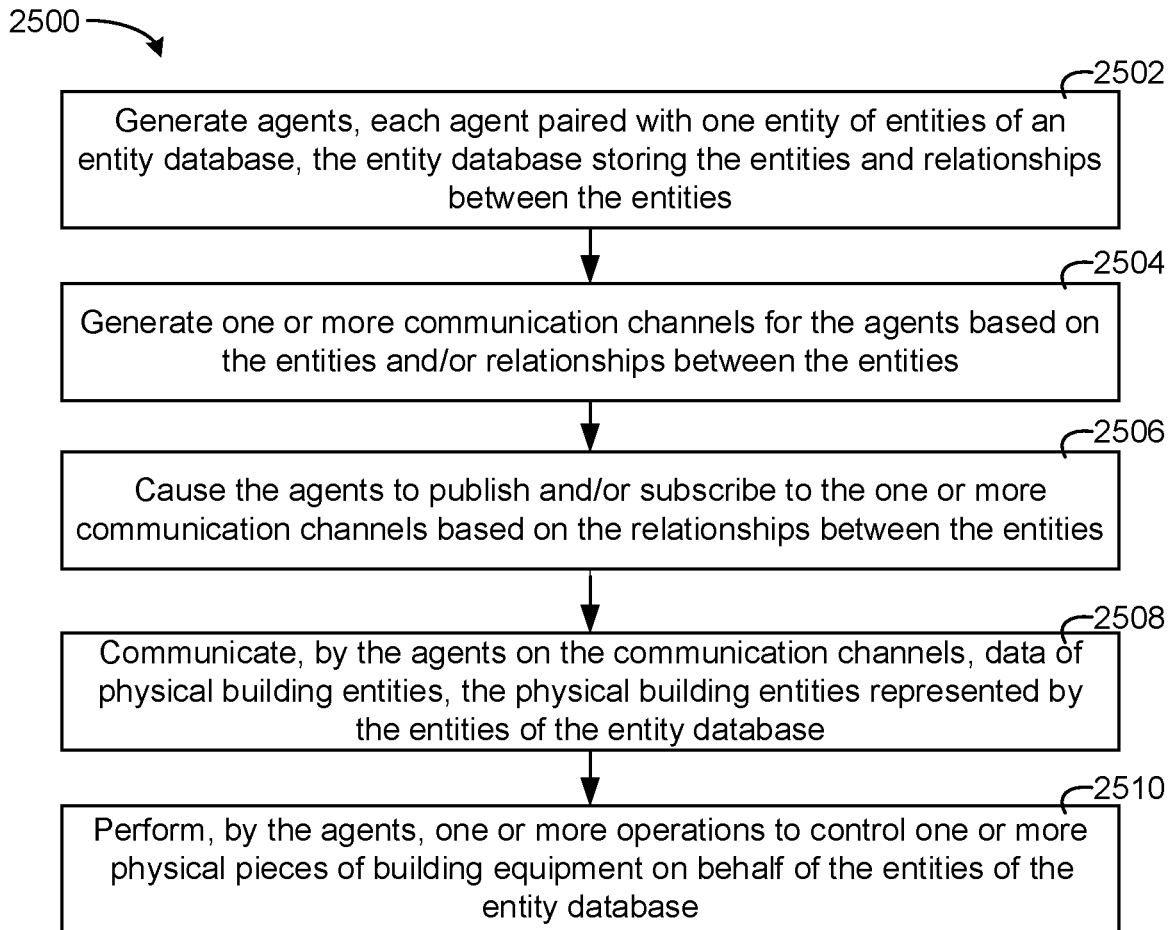 2500
2502
Generate agents, each agent paired with one entity of entities of an
entity database, the entity database storing the entities and relationships
between the entities
2504
Generate one or more communication channels for the agents based on
the entities and/or relationships between the entities
2506
Cause the agents to publish and/or subscribe to the one or more
communication channels based on the relationships between the entities
2508
Communicate, by the agents on the communication channels, data of
physical building entities, the physical building entities represented by
the entities of the entity database
2510
Perform, by the agents, one or more operations to control one or more
physical pieces of building equipment on behalf of the entities of the
entity database